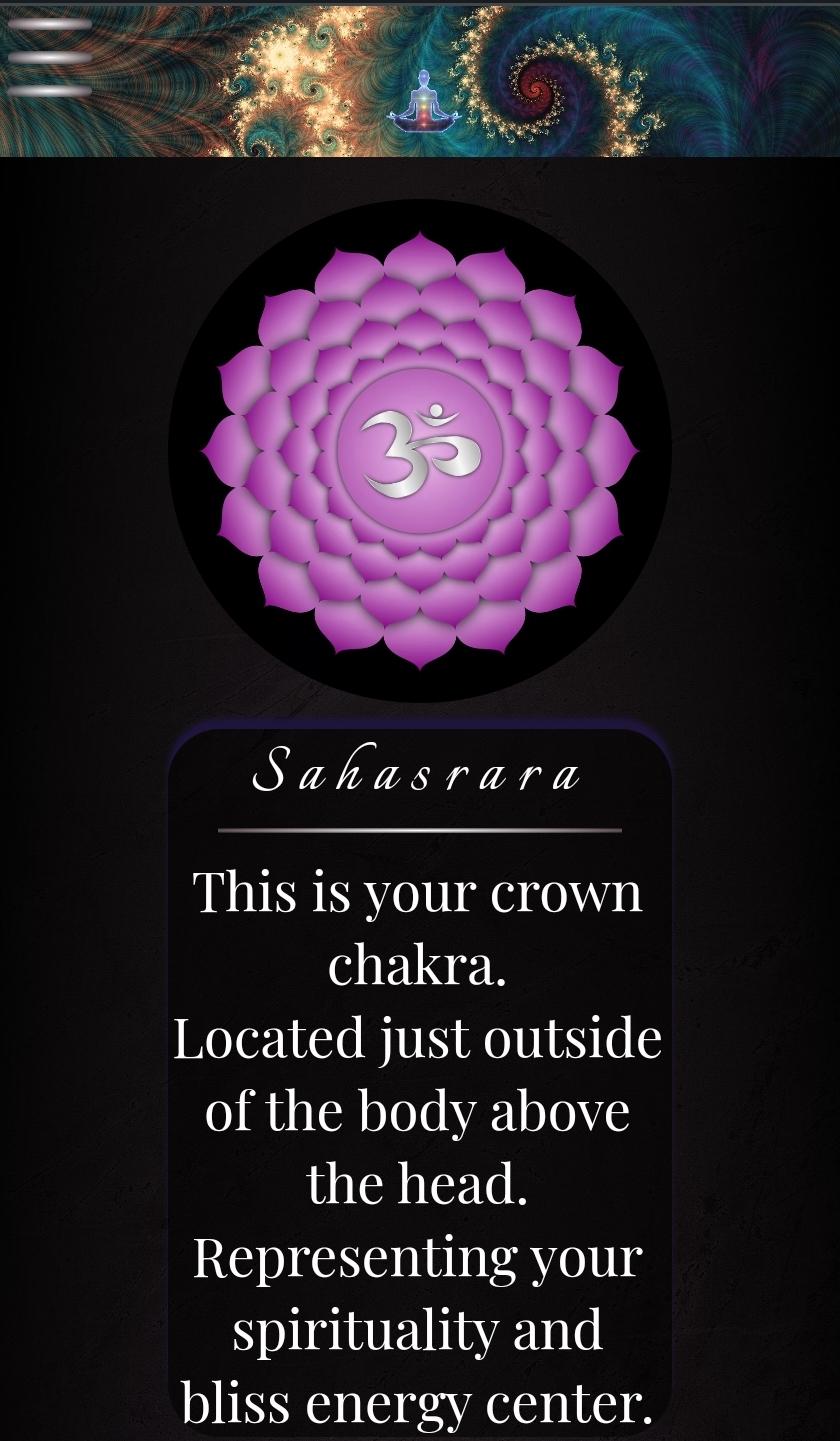 ॐ
Sahasrara
This is your crown
chakra.
Located just outside
of the body above
the head.
Representing your
spirituality and
bliss energy center.